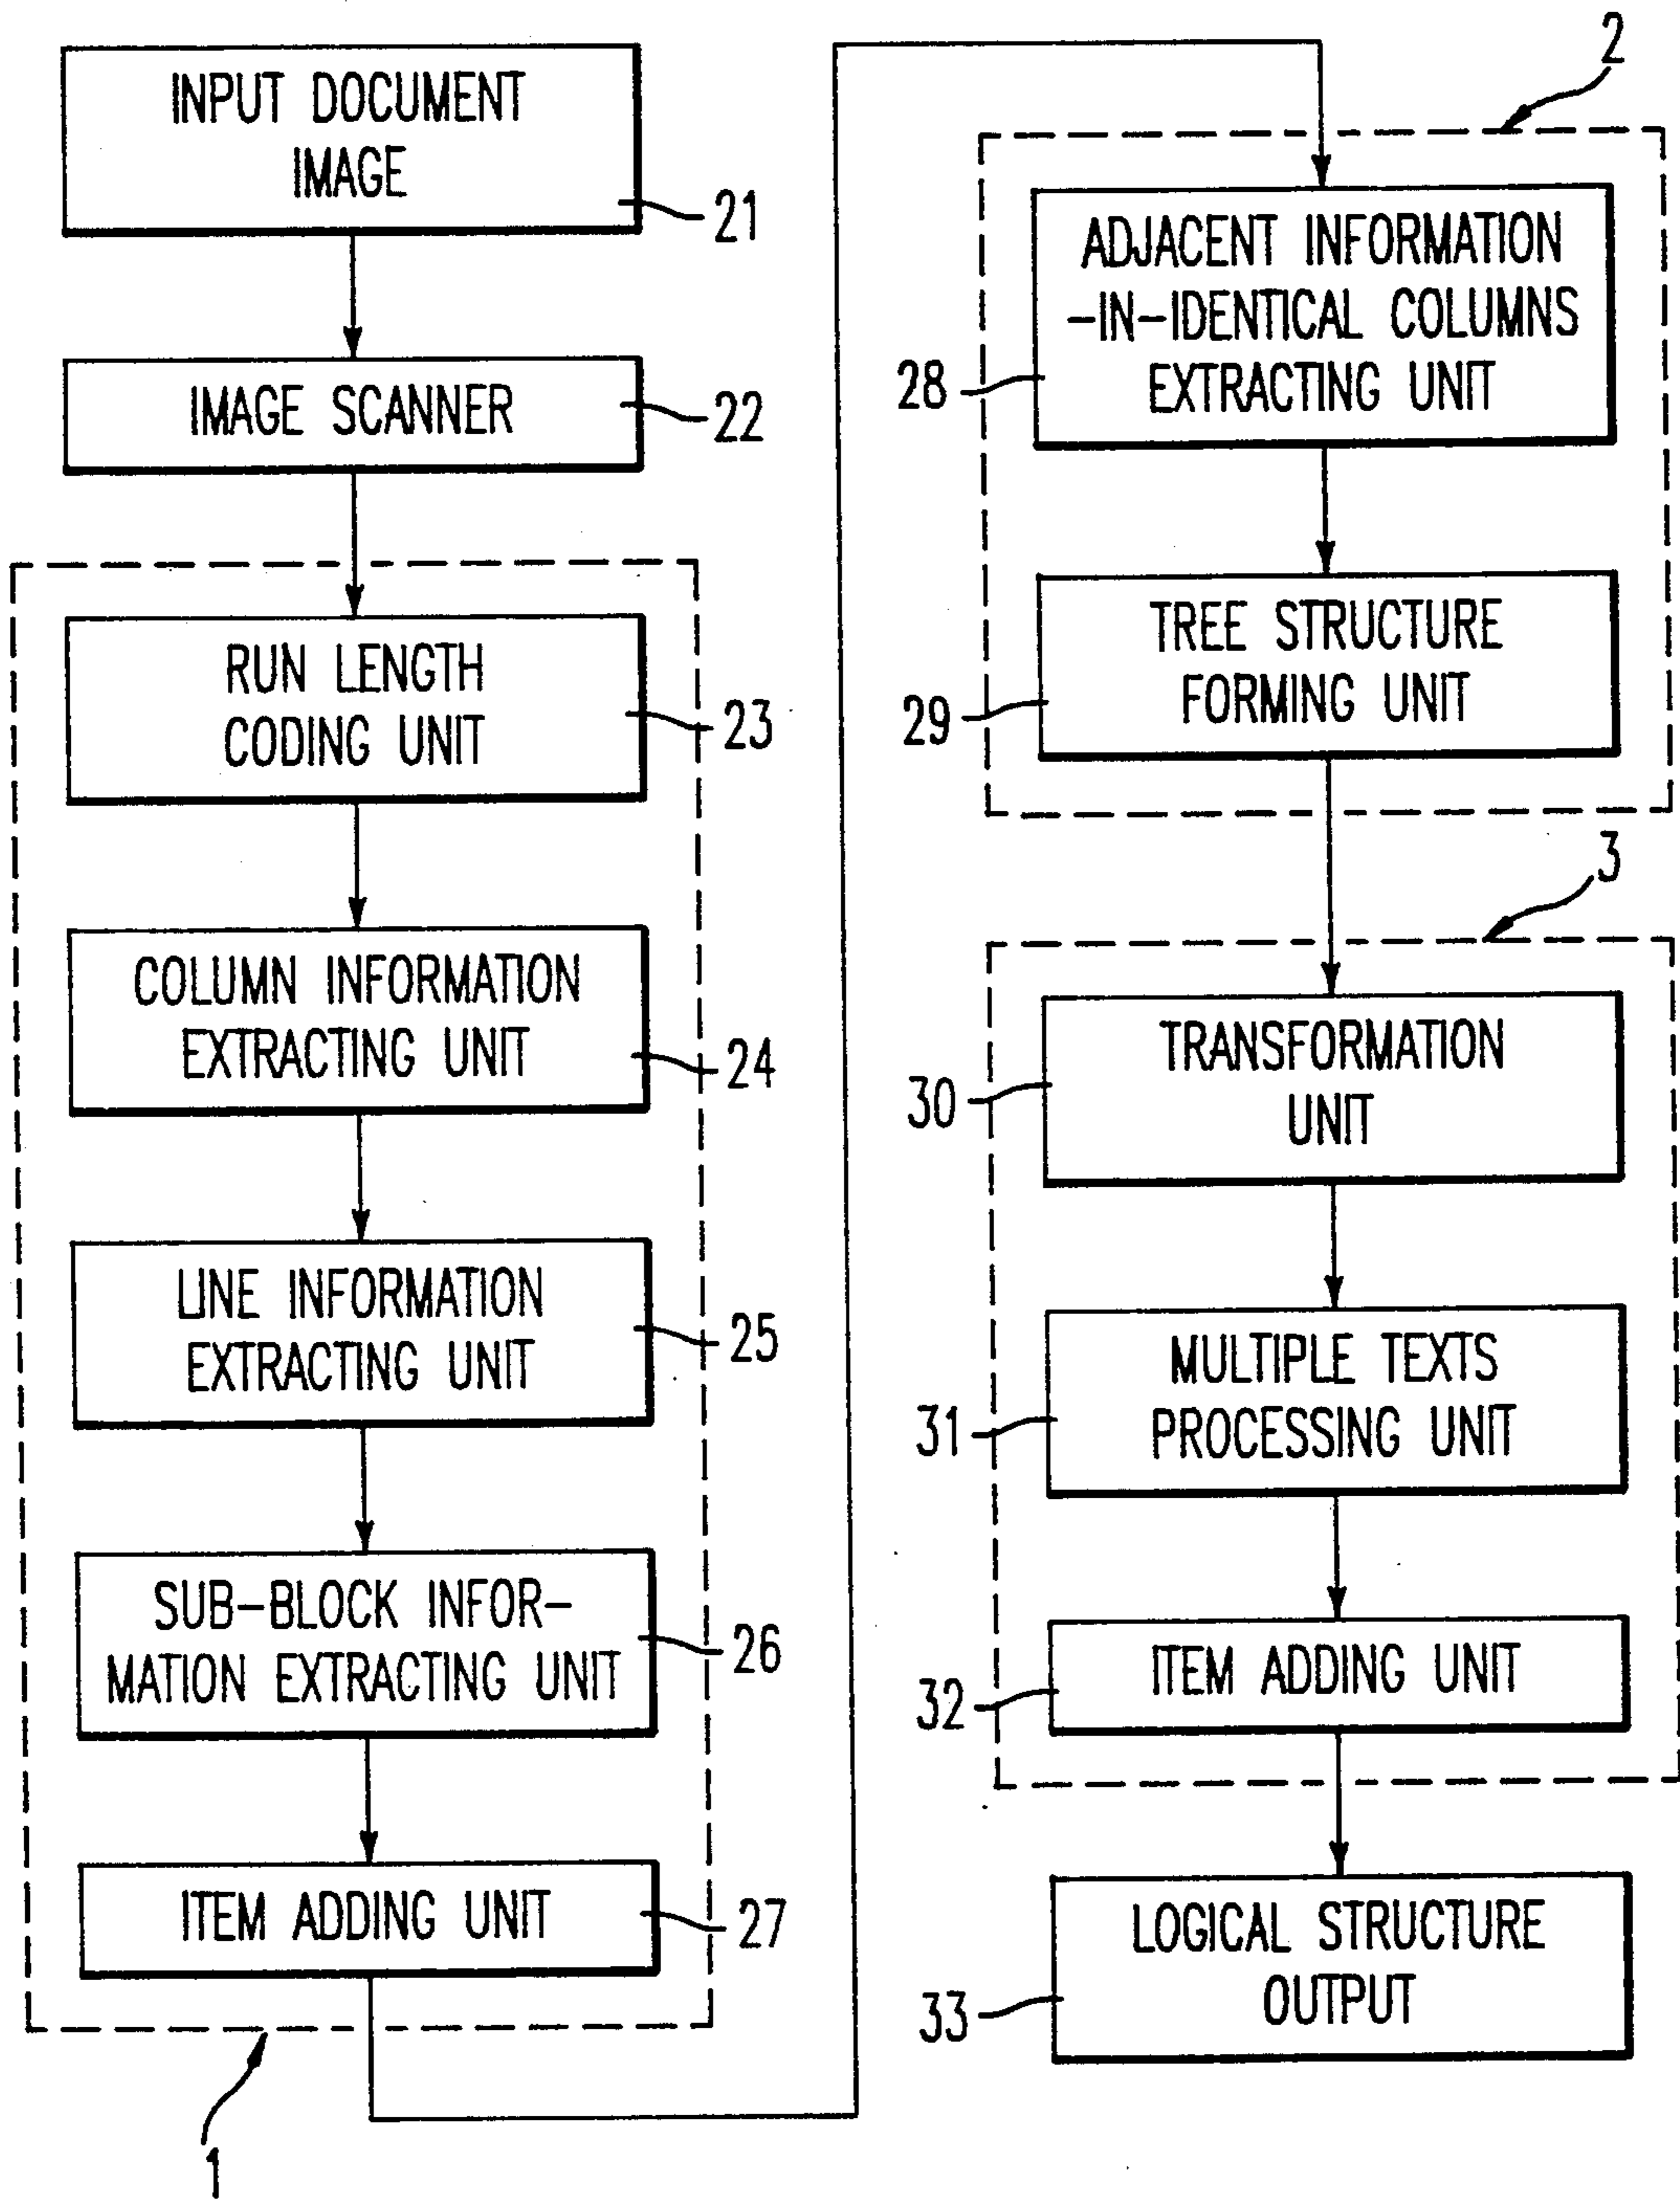 INPUT DOCUMENT
IMAGE
21
IMAGE SCANNER
22
RUN LENGTH
CODING UNIT
23
COLUMN INFORMATION
EXTRACTING UNIT
24
LINE INFORMATION
EXTRACTING UNIT
25
SUB-BLOCK INFOR-
MATION EXTRACTING UNIT
26
ITEM ADDING UNIT
27
1
2
ADJACENT INFORMATION
-IN-IDENTICAL COLUMNS
EXTRACTING UNIT
28
TREE STRUCTURE
FORMING UNIT
29
3
TRANSFORMATION
UNIT
30
MULTIPLE TEXTS
PROCESSING UNIT
31
ITEM ADDING UNIT
32
LOGICAL STRUCTURE
OUTPUT
33